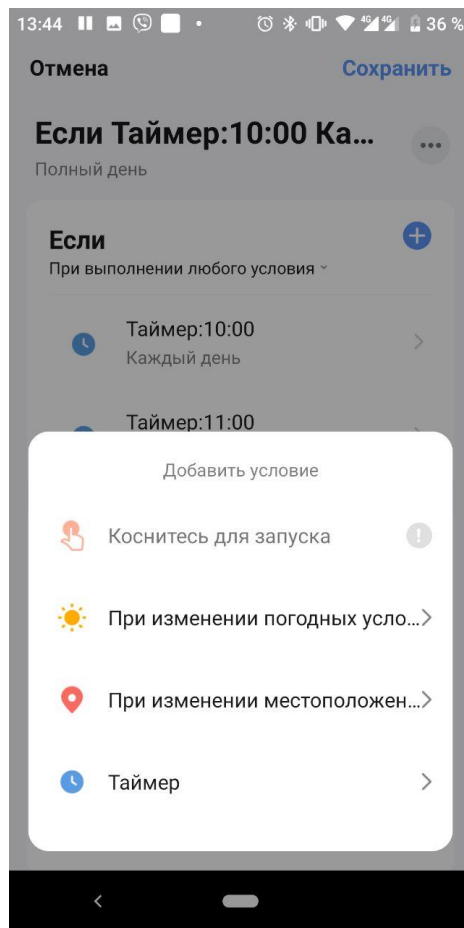 13:44 4G 4G 36 %
Отмена Сохранить
Если Таймер:10:00 Ка...
Полный день
Если
При выполнении любого условия
Таймер:10:00
Каждый день
Таймер:11:00
Добавить условие
Коснитесь для запуска
При изменении погодных усло...
При изменении местоположен...
Таймер